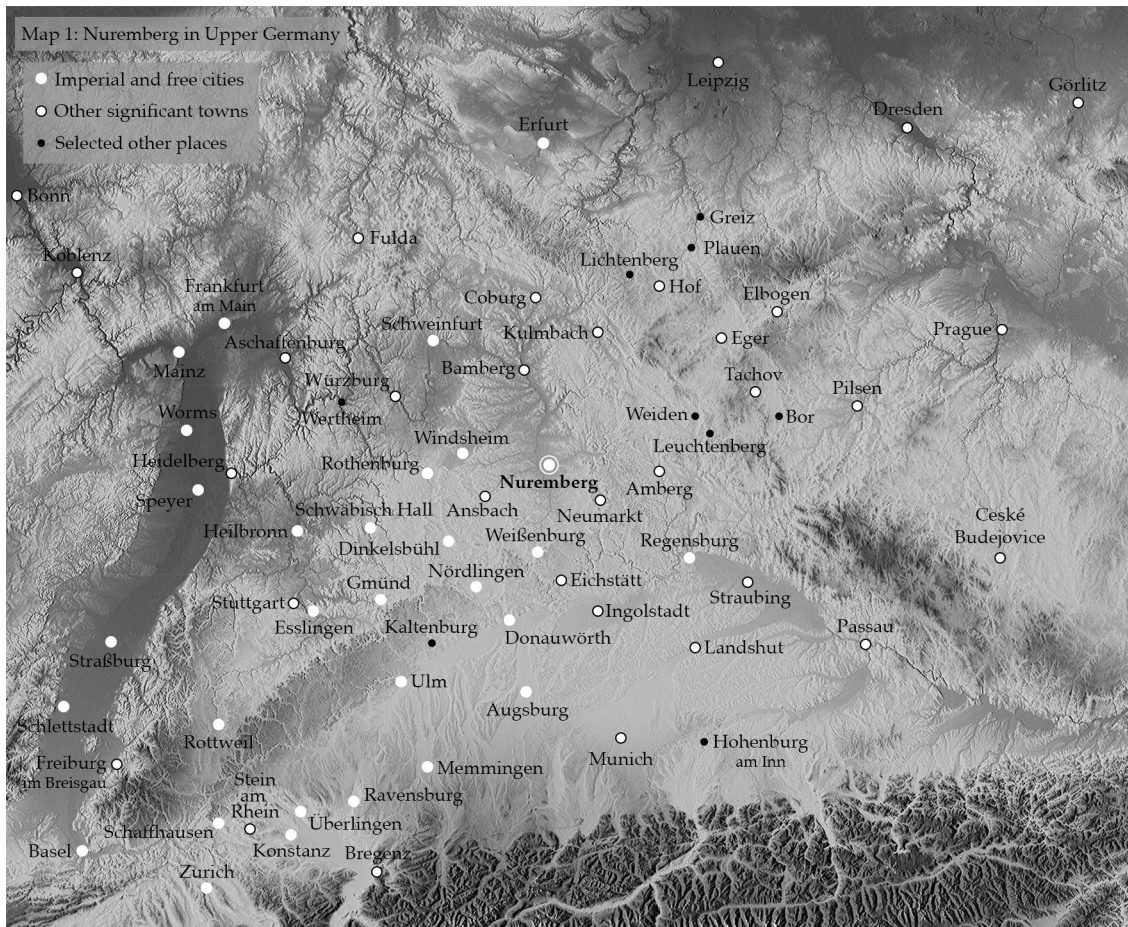 Map 1: Nuremberg in Upper Germany
Imperial and free cities
Other significant towns
Selected other places
Leipzig
Görlitz
Dresden
Erfurt
Bonn
Greiz
Fulda
Plauen
Koblenz
Lichtenberg
Hof
Frankfurt
am Main
Coburg
Elbogen
Schweinfurt
Kulmbach
Prague
Aschaffenburg
Eger
Mainz
Bamberg
Würzburg
Tachov
Pilsen
Worms
Wertheim
Weiden
Bor
Windsheim
Leuchtenberg
Heidelberg
Rothenburg
Nuremberg
Amberg
Speyer
Schwäbisch Hall
Ansbach
Neumarkt
Ceské
Budejovice
Heilbronn
Dinkelsbühl
Weißenburg
Regensburg
Gmünd
Nördlingen
Eichstätt
Straubing
Stuttgart
Esslingen
Kaltenburg
Donauwörth
Ingolstadt
Passau
Straßburg
Landshut
Ulm
Augsburg
Schlettstadt
Rottweil
Munich
Hohenburg
am Inn
Freiburg
im Breisgau
Memmingen
Stein
am
Rhein
Ravensburg
Schaffhausen
Überlingen
Basel
Konstanz
Bregenz
Zurich